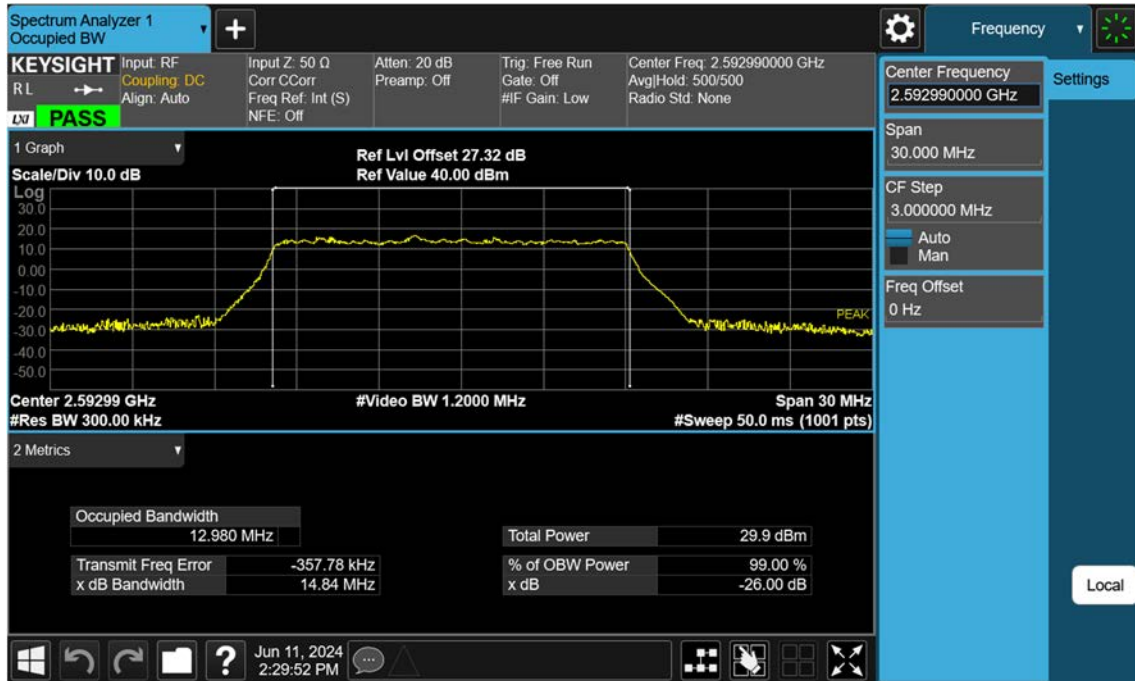 Spectrum Analyzer 1
Occupied BW
Frequency
KEYSIGHT
R L
LXI
PASS
Input: RF
Coupling: DC
Align: Auto
Input Z: 50 Ω
Corr CCorr
Freq Ref: Int (S)
NFE: Off
Atten: 20 dB
Preamp: Off
Trig: Free Run
Gate: Off
#IF Gain: Low
Center Freq: 2.592990000 GHz
Avg|Hold: 500/500
Radio Std: None
Center Frequency
2.592990000 GHz
Settings
Span
30.000 MHz
CF Step
3.000000 MHz
Auto
Man
Freq Offset
0 Hz
Local
1 Graph
Ref Lvl Offset 27.32 dB
Scale/Div 10.0 dB
Ref Value 40.00 dBm
Log
30.0
20.0
10.0
0.00
-10.0
-20.0
-30.0
-40.0
-50.0
PEAK
Center 2.59299 GHz
#Video BW 1.2000 MHz
Span 30 MHz
#Res BW 300.00 kHz
#Sweep 50.0 ms (1001 pts)
2 Metrics
Occupied Bandwidth
12.980 MHz
Total Power 29.9 dBm
Transmit Freq Error -357.78 kHz
% of OBW Power 99.00 %
x dB Bandwidth 14.84 MHz
x dB -26.00 dB
Jun 11, 2024
2:29:52 PM